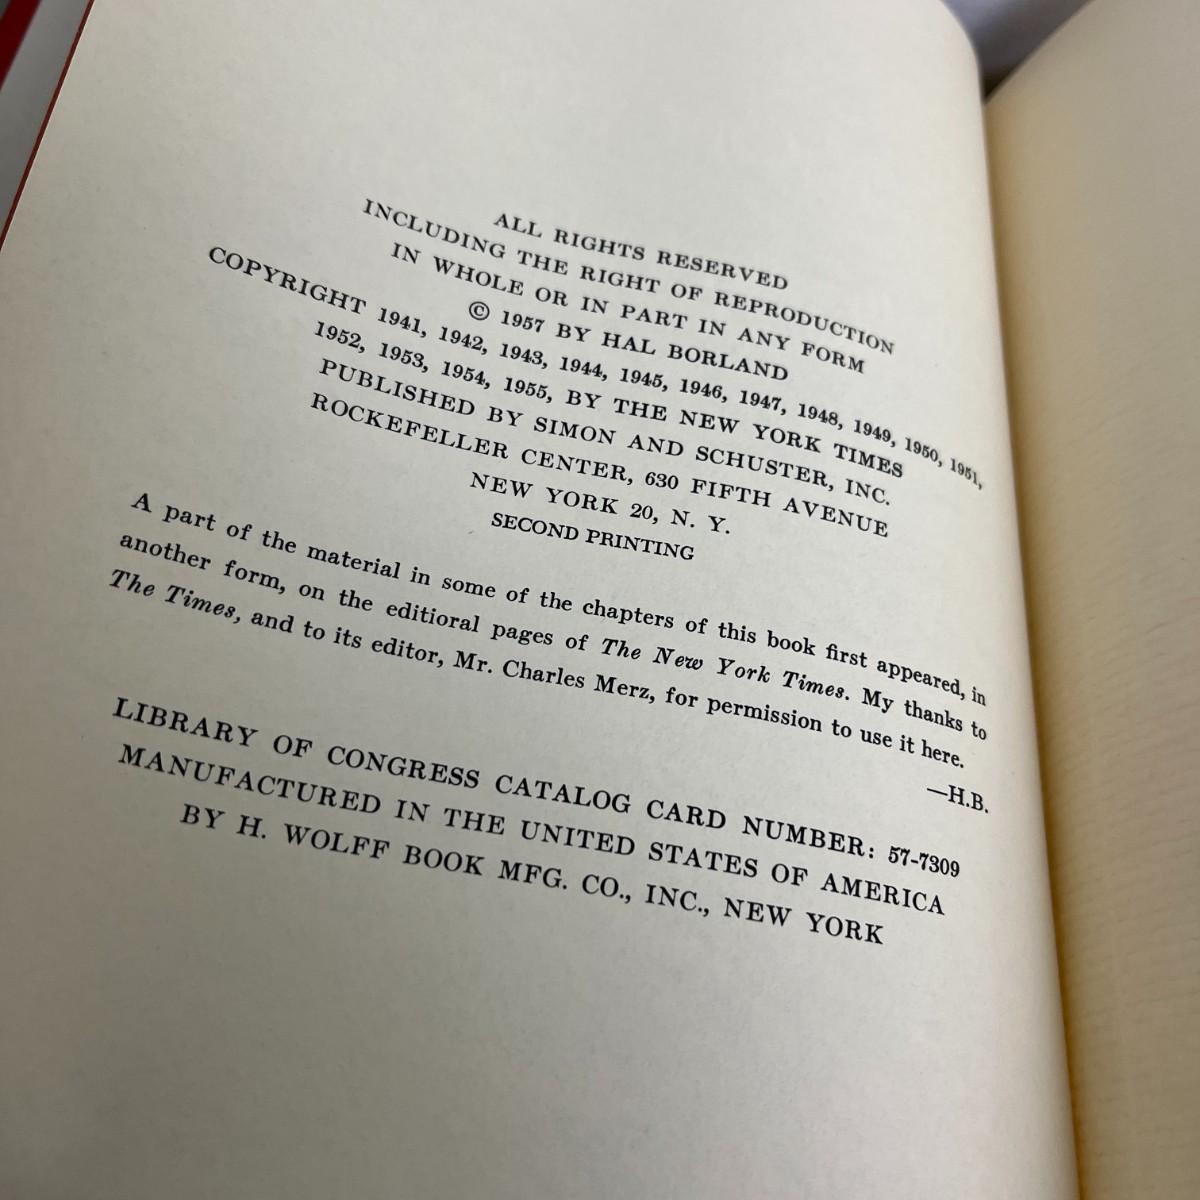 ALL RIGHTS RESERVED
INCLUDING THE RIGHT OF REPRODUCTION
IN WHOLE OR IN PART IN ANY FORM
© 1957 BY HAL BORLAND
COPYRIGHT 1941, 1942, 1943, 1944, 1945, 1946, 1947, 1948, 1949, 1950, 1951,
1952, 1953, 1954, 1955, BY THE NEW YORK TIMES
PUBLISHED BY SIMON AND SCHUSTER, INC.
ROCKEFELLER CENTER, 630 FIFTH AVENUE
NEW YORK 20, N. Y.
SECOND PRINTING
A part of the material in some of the chapters of this book first appeared, in
another form, on the editioral pages of The New York Times. My thanks to
The Times, and to its editor, Mr. Charles Merz, for permission to use it here.
—H.B.
LIBRARY OF CONGRESS CATALOG CARD NUMBER: 57-7309
MANUFACTURED IN THE UNITED STATES OF AMERICA
BY H. WOLFF BOOK MFG. CO., INC., NEW YORK